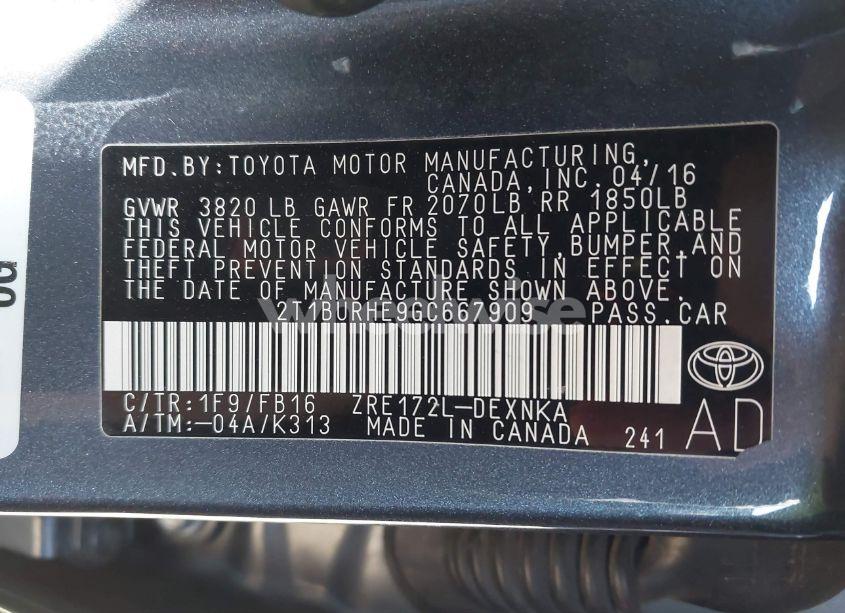 MFD.BY:TOYOTA MOTOR MANUFACTURING,
CANADA,INC. 04/16
GVWR 3820 LB GAWR FR 2070LB, RR 1850LB
THIS VEHICLE CONFORMS TO ALL APPLICABLE
FEDERAL MOTOR VEHICLE SAFETY, BUMPER, AND
THEFT PREVENTION STANDARDS IN EFFECT ON
THE DATE OF MANUFACTURE SHOWN ABOVE.
PASS.CAR
C/TR:1F9/FB16 ZRE172L-DEXNKA
A/TM:-04A/K313 MADE IN CANADA 241
AD
wheelwise